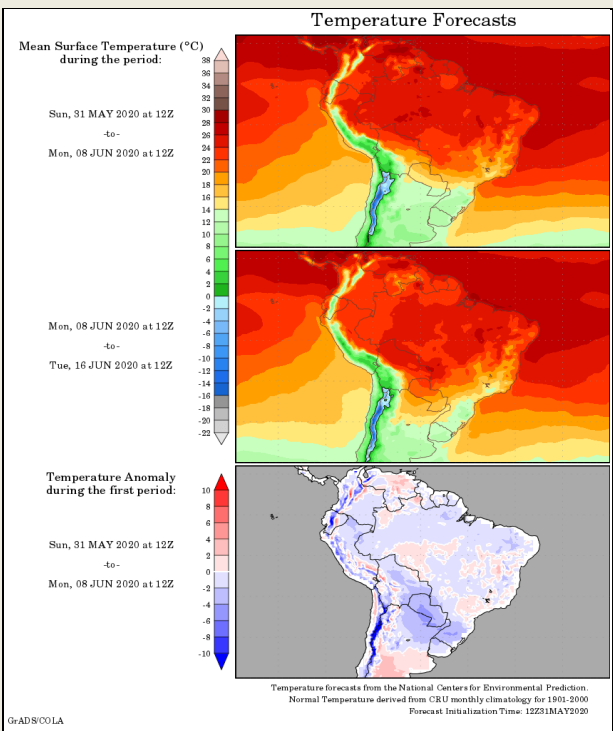 Temperature Forecasts
Mean Surface Temperature (°C)
during the period:
Sun, 31 MAY 2020 at 12Z
-to-
Mon, 08 JUN 2020 at 12Z
38
36
34
32
30
28
26
24
22
20
18
16
14
12
10
8
6
4
2
0
-2
-4
-6
-8
-10
-12
-14
-16
-17
-18
-20
-22
Mon, 08 JUN 2020 at 12Z
-to-
Tue, 16 JUN 2020 at 12Z
Temperature Anomaly
during the first period:
Sun, 31 MAY 2020 at 12Z
-to-
Mon, 08 JUN 2020 at 12Z
10
8
6
4
2
0
-2
-4
-6
-8
-10
Temperature forecasts from the National Centers for Environmental Prediction.
Normal Temperature derived from CRU monthly climatology for 1901-2000
Forecast Initialization Time: 12Z31MAY2020
GrADS/COLA